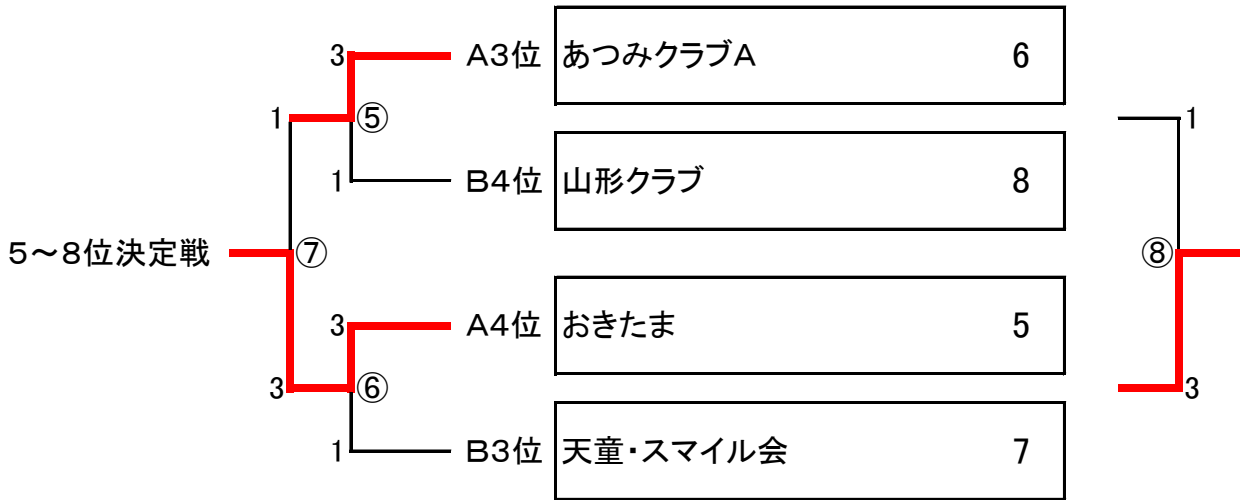 3 A3位 あつみクラブA 6
1 ⑤ 1
1 B4位 山形クラブ 8
5～8位決定戦 ⑦ ⑧
3 A4位 おきたま 5
3 ⑥ 3
1 B3位 天童・スマイル会 7